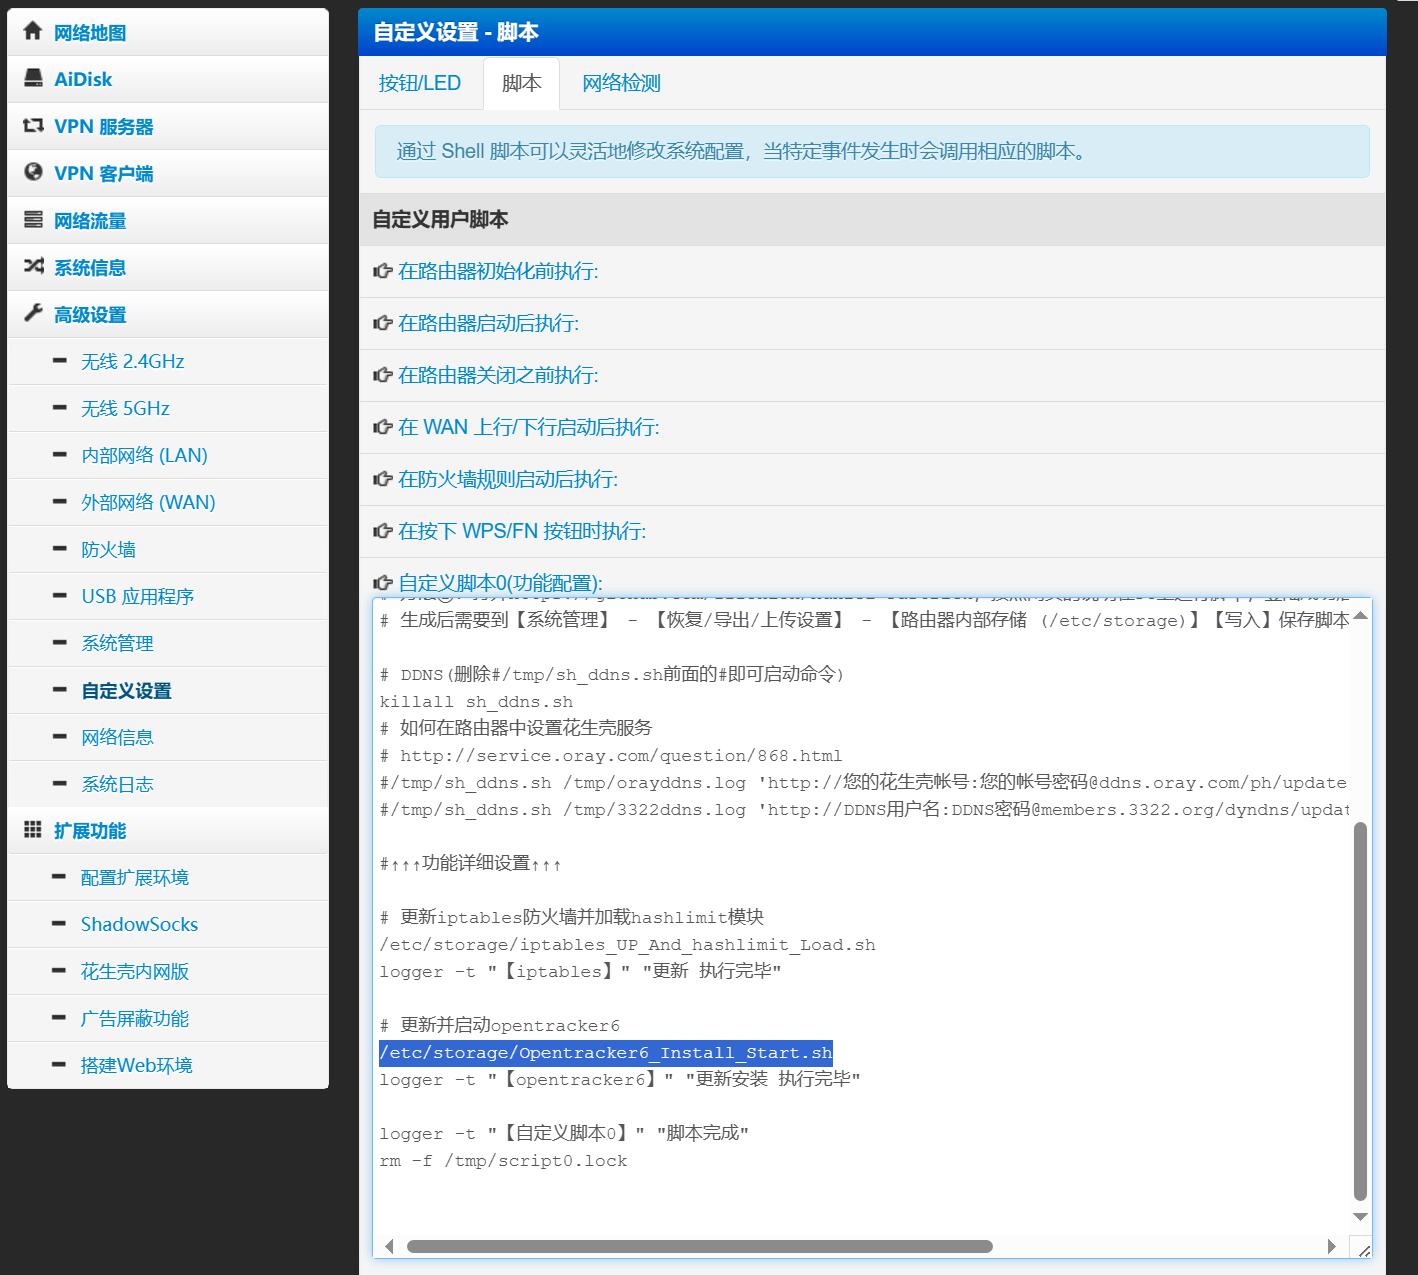 网络地图
AiDisk
VPN 服务器
VPN 客户端
网络流量
系统信息
高级设置
无线 2.4GHz
无线 5GHz
内部网络 (LAN)
外部网络 (WAN)
防火墙
USB 应用程序
系统管理
自定义设置
网络信息
系统日志
扩展功能
配置扩展环境
ShadowSocks
花生壳内网版
广告屏蔽功能
搭建Web环境
自定义设置 - 脚本
按钮/LED 脚本 网络检测
通过 Shell 脚本可以灵活地修改系统配置，当特定事件发生时会调用相应的脚本。
自定义用户脚本
在路由器初始化前执行:
在路由器启动后执行:
在路由器关闭之前执行:
在 WAN 上行/下行启动后执行:
在防火墙规则启动后执行:
在按下 WPS/FN 按钮时执行:
自定义脚本0(功能配置):
# 生成后需要到【系统管理】 - 【恢复/导出/上传设置】 - 【路由器内部存储 (/etc/storage)】【写入】保存脚本
# DDNS(删除#/tmp/sh_ddns.sh前面的#即可启动命令)
killall sh_ddns.sh
# 如何在路由器中设置花生壳服务
# http://service.oray.com/question/868.html
#/tmp/sh_ddns.sh /tmp/orayddns.log 'http://您的花生壳帐号:您的帐号密码@ddns.oray.com/ph/update
#/tmp/sh_ddns.sh /tmp/3322ddns.log 'http://DDNS用户名:DDNS密码@members.3322.org/dyndns/updat
#↑↑↑功能详细设置↑↑↑
# 更新iptables防火墙并加载hashlimit模块
/etc/storage/iptables_UP_And_hashlimit_Load.sh
logger -t "【iptables】" "更新 执行完毕"
# 更新并启动opentracker6
/etc/storage/Opentracker6_Install_Start.sh
logger -t "【opentracker6】" "更新安装 执行完毕"
logger -t "【自定义脚本0】" "脚本完成"
rm -f /tmp/script0.lock